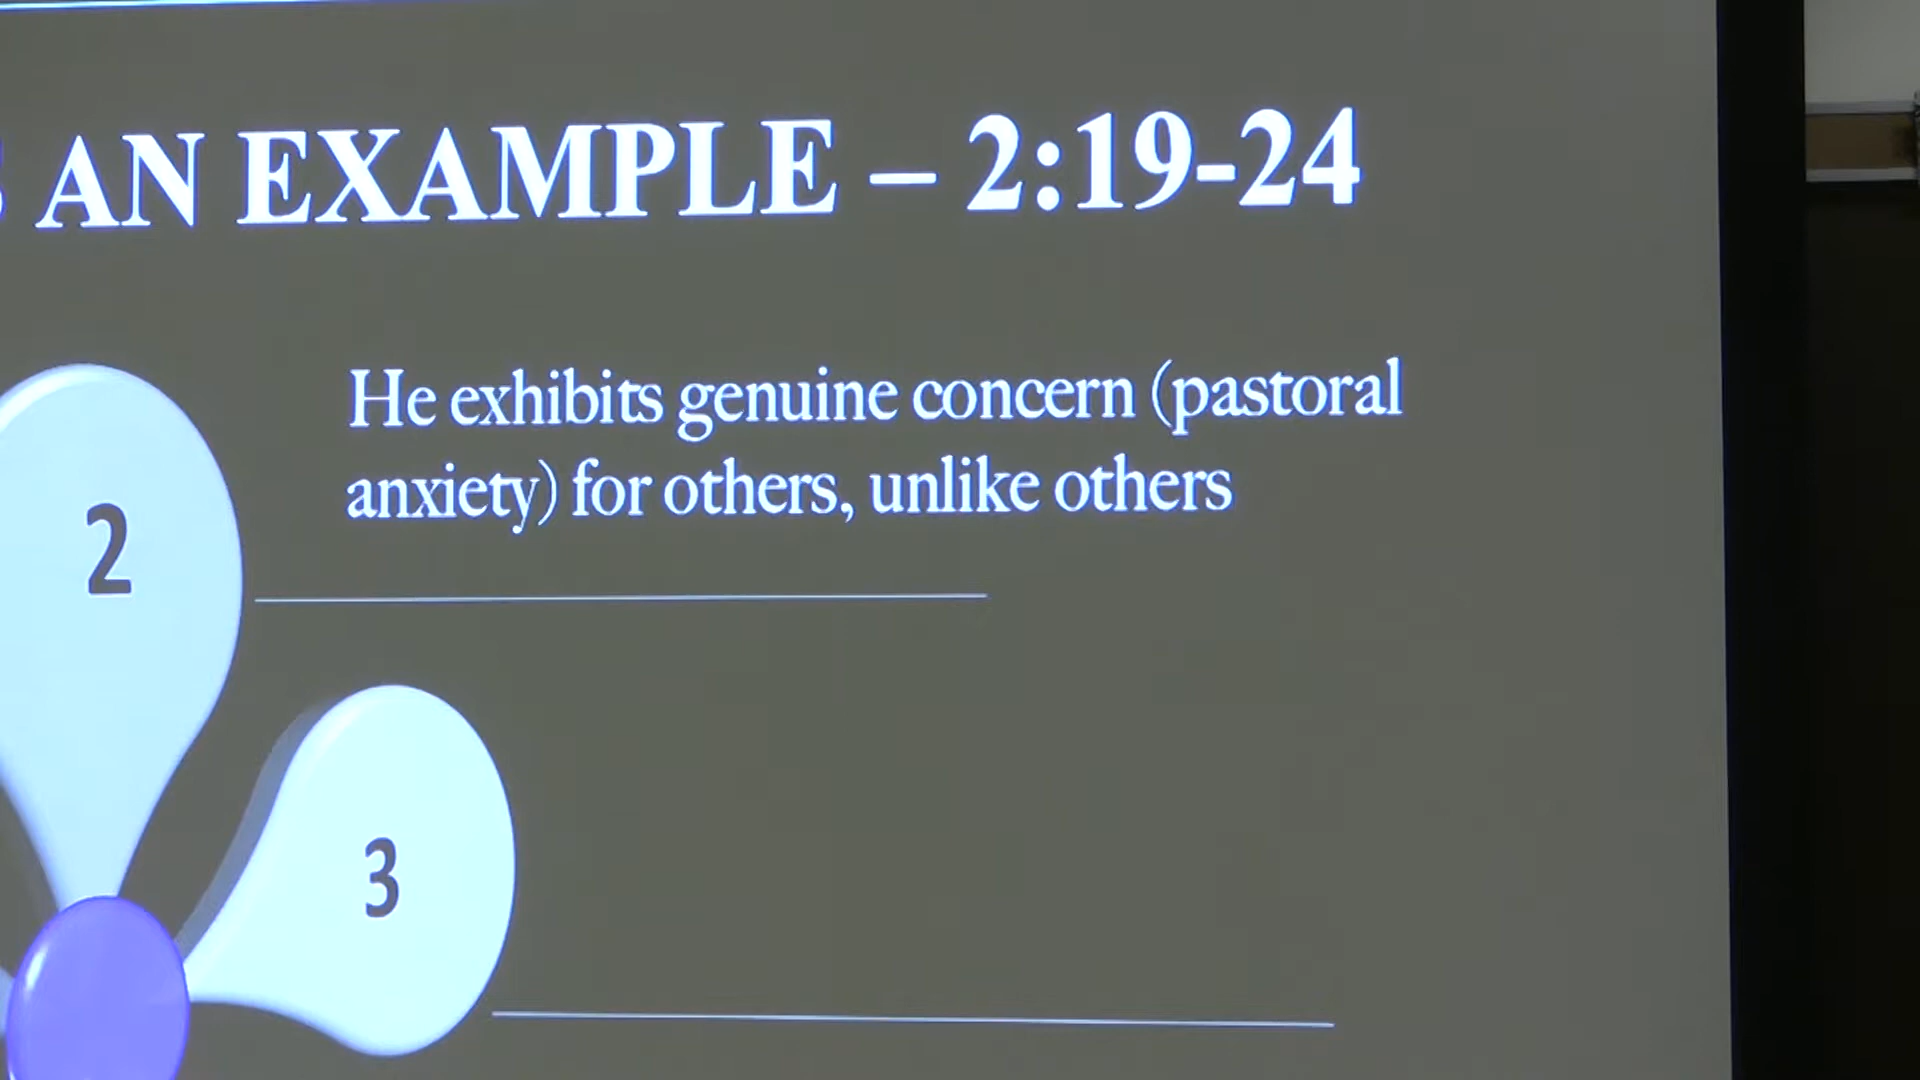 AN EXAMPLE – 2:19-24
He exhibits genuine concern (pastoral
anxiety) for others, unlike others
2
3